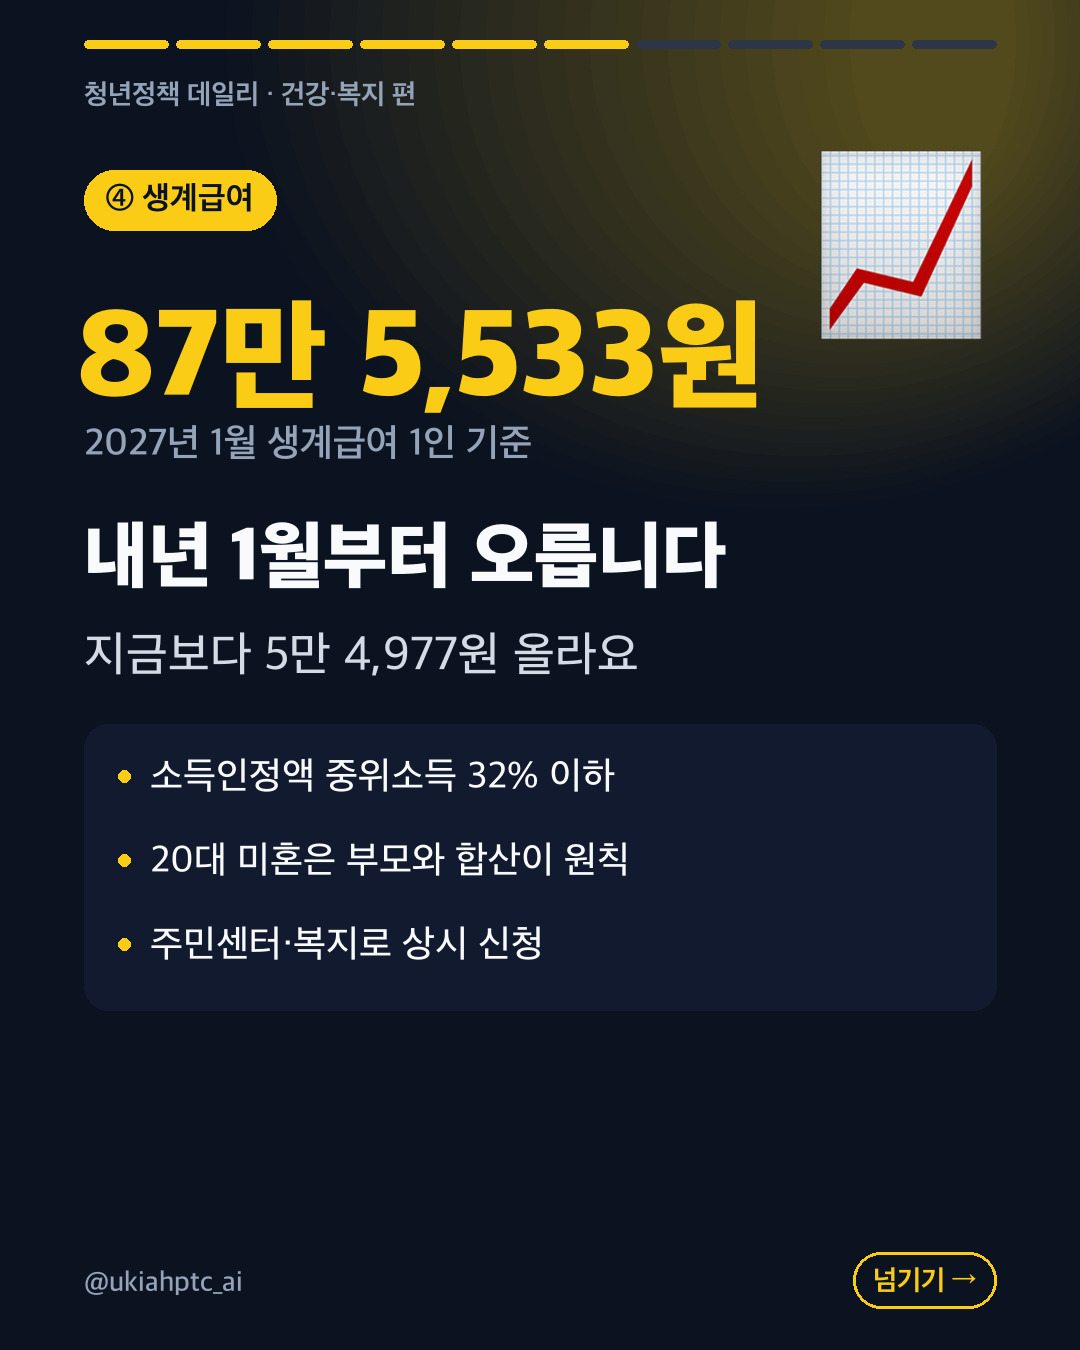 청년정책 데일리 · 건강·복지 편
④ 생계급여
87만 5,533원
2027년 1월 생계급여 1인 기준
내년 1월부터 오릅니다
지금보다 5만 4,977원 올라요
• 소득인정액 중위소득 32% 이하
• 20대 미혼은 부모와 합산이 원칙
• 주민센터·복지로 상시 신청
@ukiahptc_ai
넘기기 →